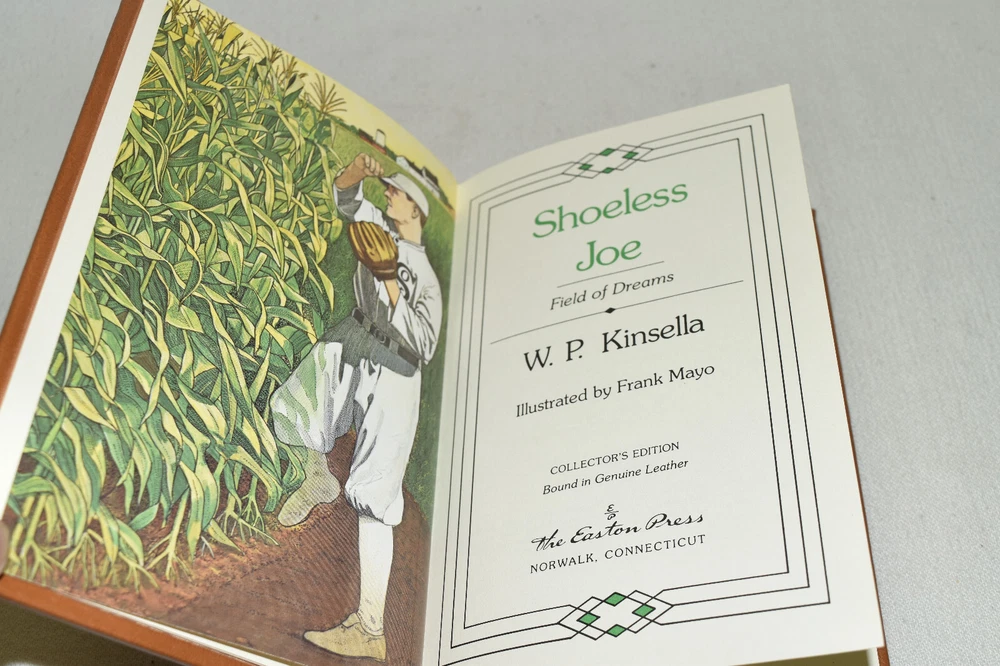 Shoeless
Joe
Field of Dreams
W. P. Kinsella
Illustrated by Frank Mayo
COLLECTOR'S EDITION
Bound in Genuine Leather
the Easton Press
NORWALK, CONNECTICUT